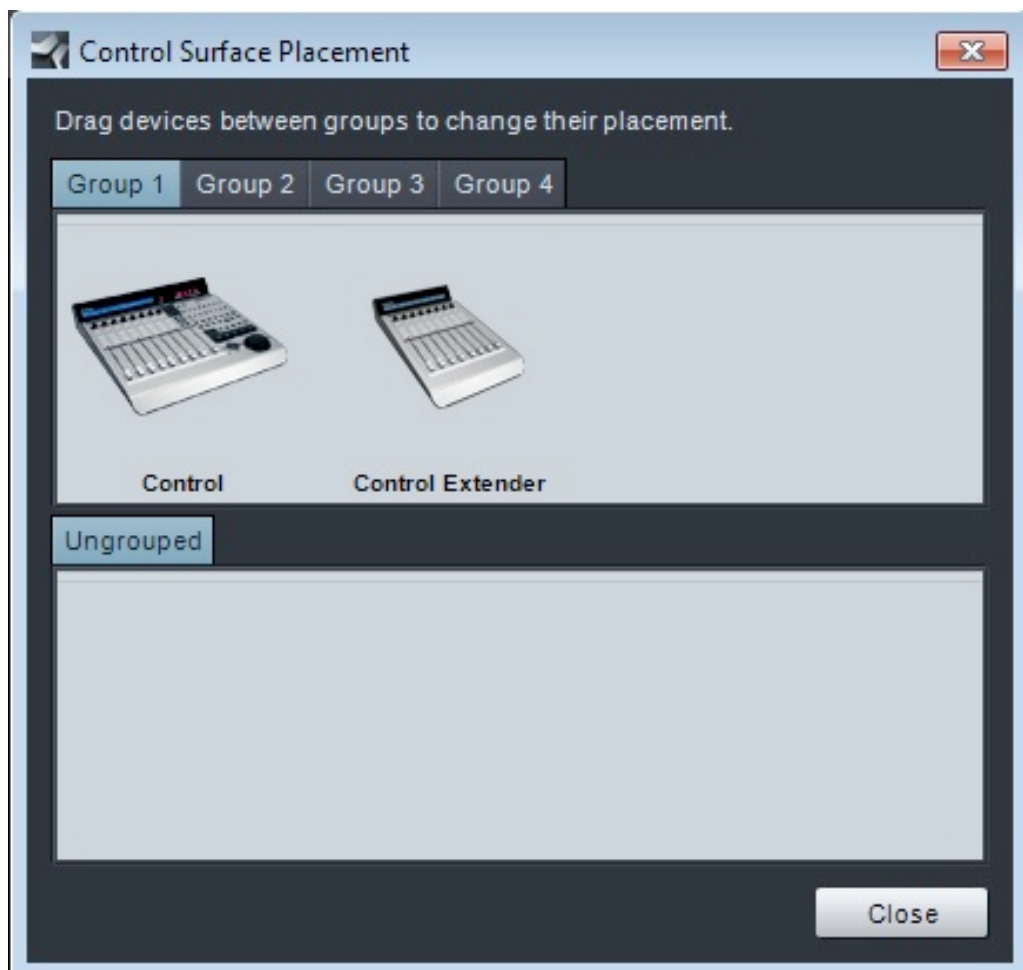 Control Surface Placement
Drag devices between groups to change their placement.
Group 1 Group 2 Group 3 Group 4
Control Control Extender
Ungrouped
Close